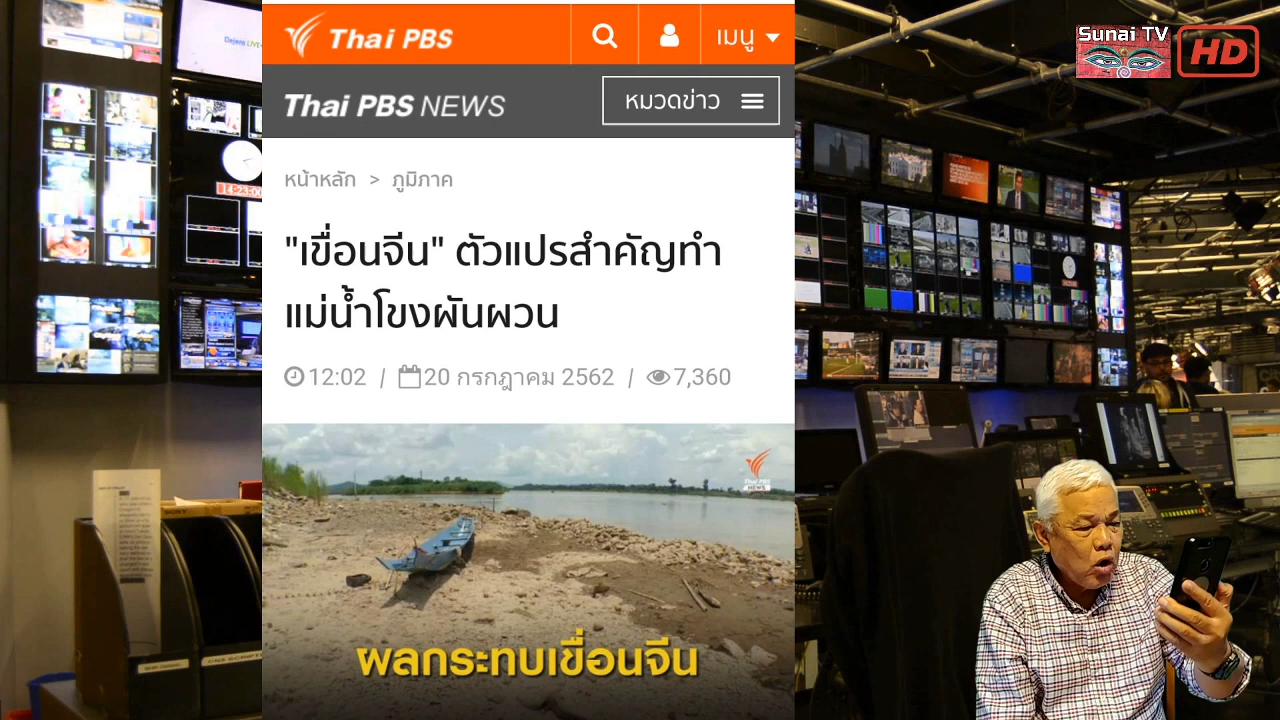 Thai PBS
เมนู
Sunai TV
HD
Thai PBS NEWS
หมวดข่าว
หน้าหลัก > ภูมิภาค
"เขื่อนจีน" ตัวแปรสำคัญทำ
แม่น้ำโขงผันผวน
12:02 / 20 กรกฎาคม 2562 / 7,360
Thai PBS
NEWS
ผลกระทบเขื่อนจีน